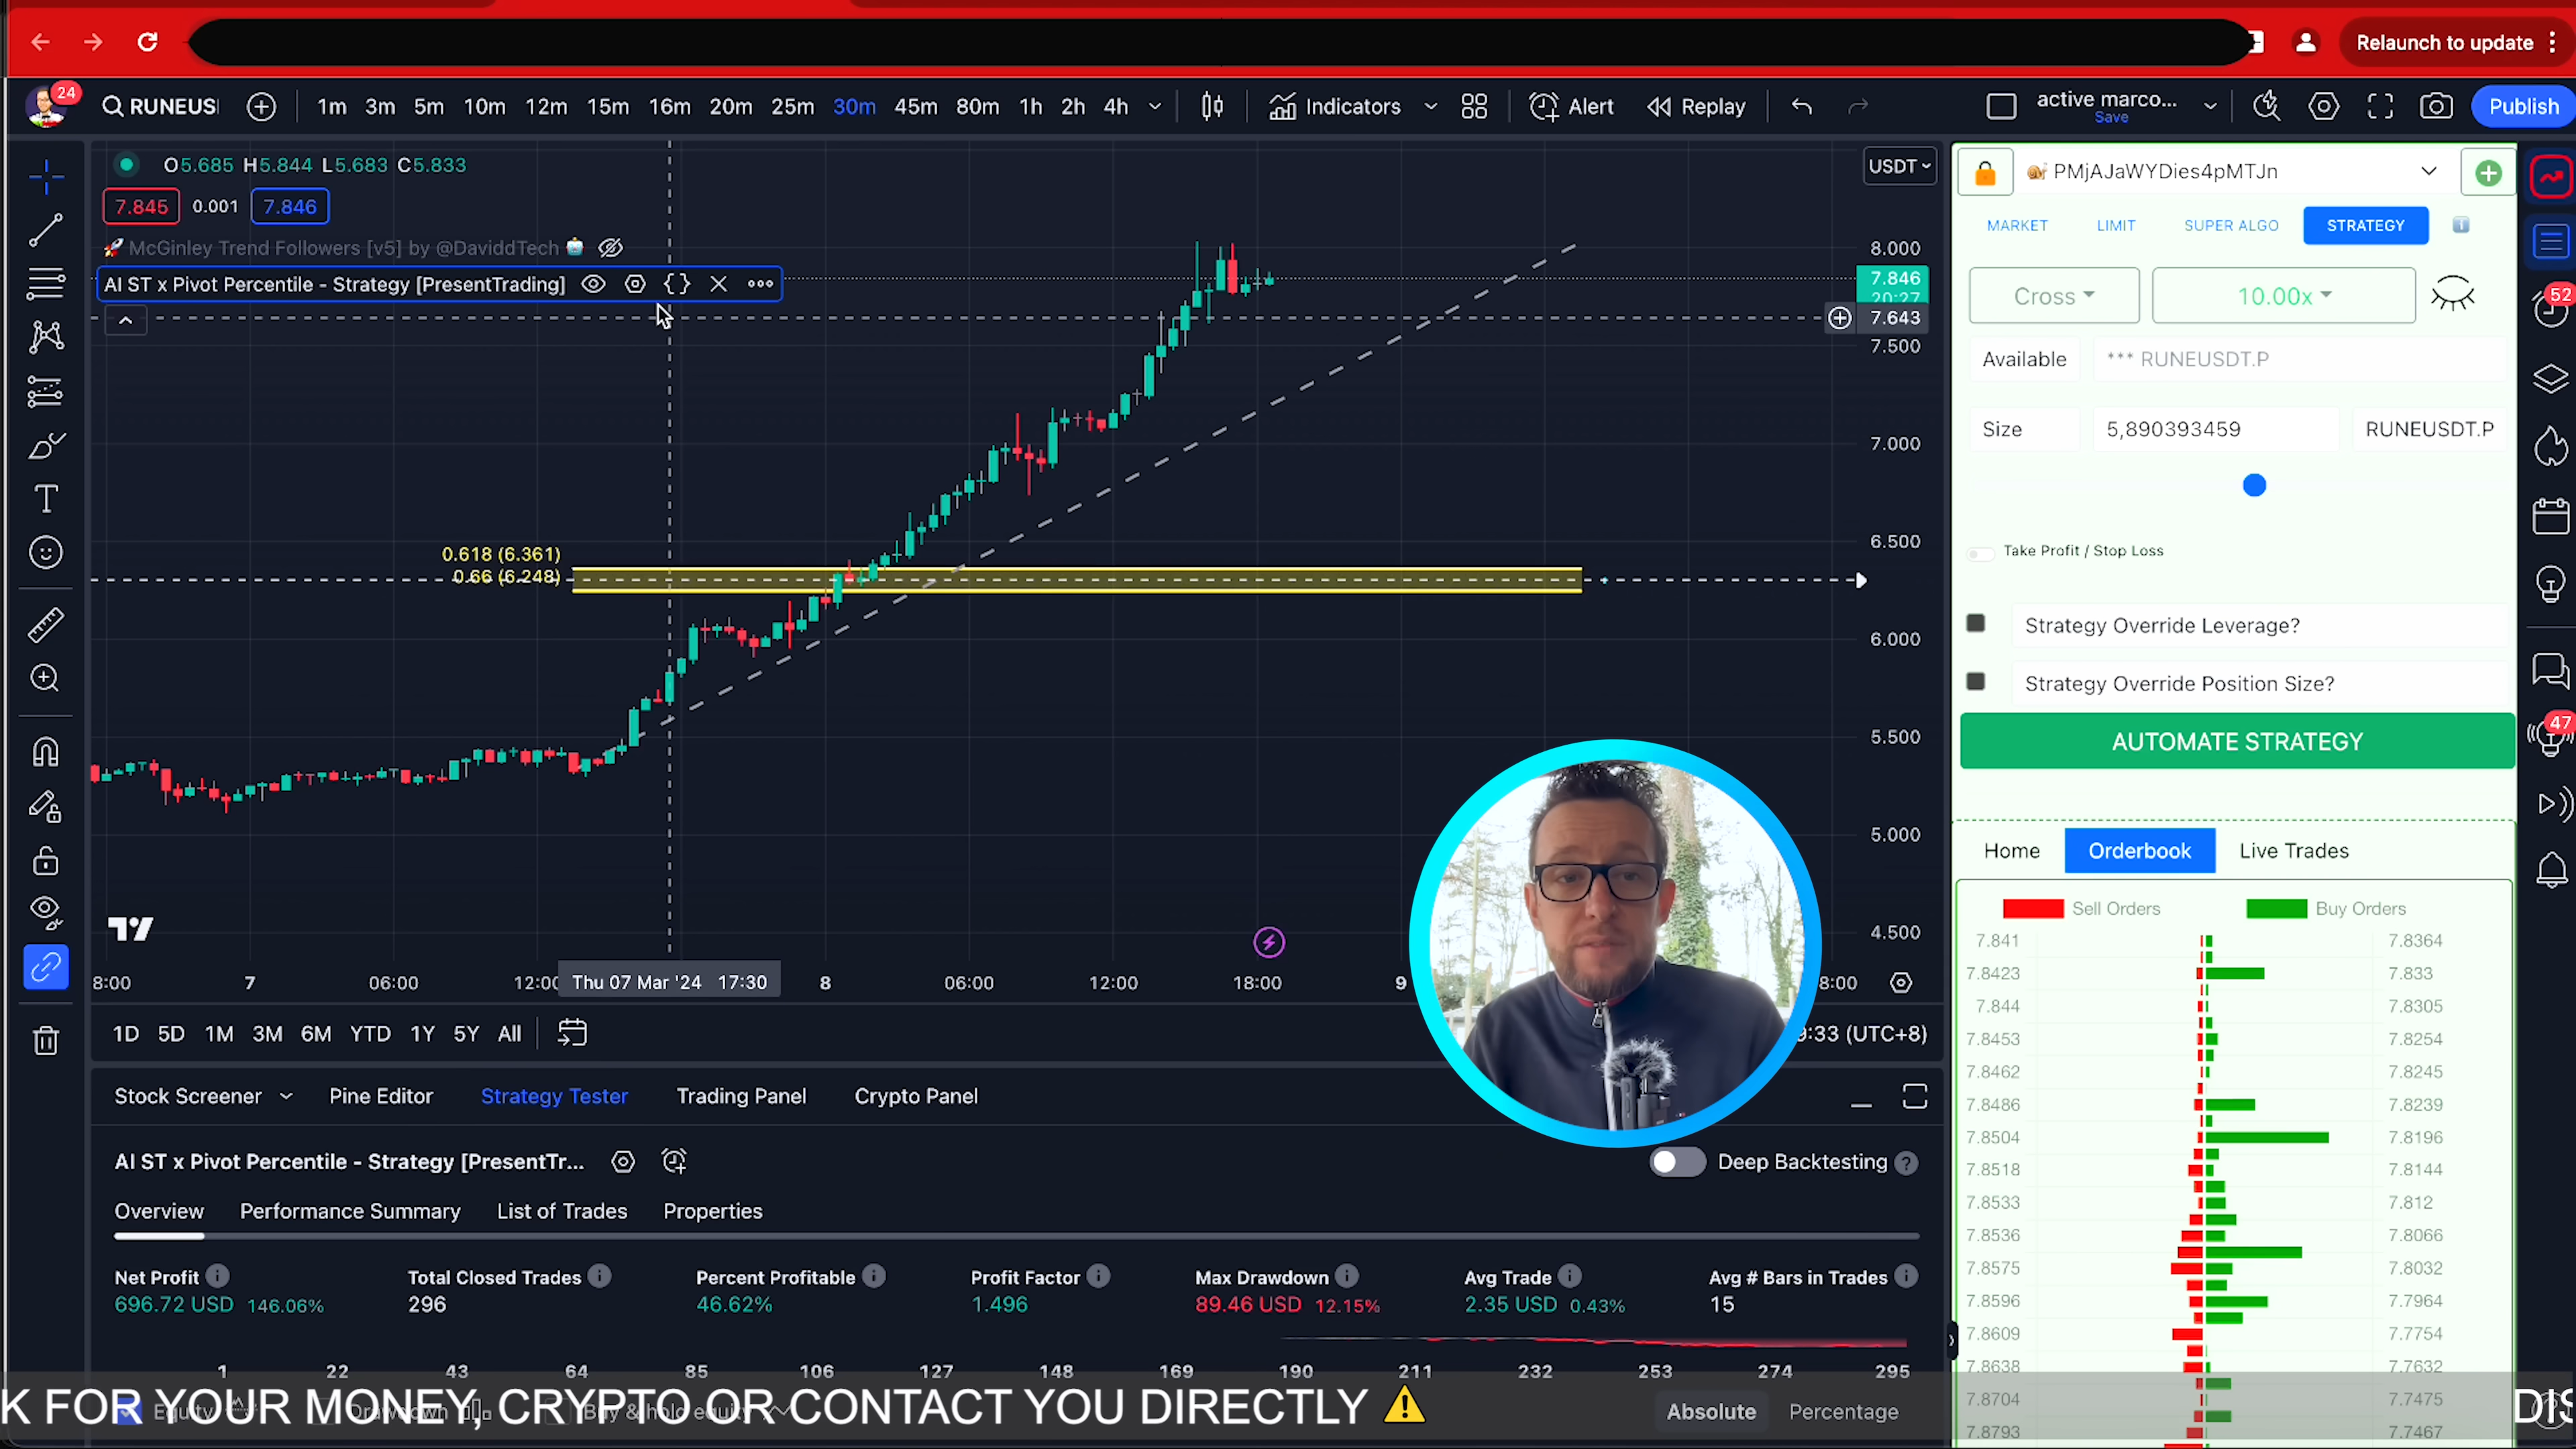 Relaunch to update
24
RUNEUS
1m 3m 5m 10m 12m 15m 16m 20m 25m 30m 45m 80m 1h 2h 4h
Indicators
Alert
Replay
active marco...
Save
Publish
O5.685 H5.844 L5.683 C5.833
7.845 0.001 7.846
McGinley Trend Followers [v5] by @DaviddTech
AI ST x Pivot Percentile - Strategy [PresentTrading]
USDT
8.000
7.846
20:27
7.643
7.500
7.000
6.500
6.000
5.500
5.000
4.500
0.618 (6.361)
0.66 (6.248)
8:00 7 06:00 12:00 Thu 07 Mar '24 17:30 8 06:00 12:00 18:00 9 8:00
1D 5D 1M 3M 6M YTD 1Y 5Y All
9:33 (UTC+8)
Stock Screener Pine Editor Strategy Tester Trading Panel Crypto Panel
AI ST x Pivot Percentile - Strategy [PresentTr...
Deep Backtesting
Overview Performance Summary List of Trades Properties
Net Profit Total Closed Trades Percent Profitable Profit Factor Max Drawdown Avg Trade Avg # Bars in Trades
696.72 USD 146.06% 296 46.62% 1.496 89.46 USD 12.15% 2.35 USD 0.43% 15
1 22 43 64 85 106 127 148 169 190 211 232 253 274 295
Equity Drawdown Buy & hold equity
Absolute Percentage
K FOR YOUR MONEY, CRYPTO OR CONTACT YOU DIRECTLY ⚠️ DIS
PMjAJaWYDies4pMTJn
MARKET LIMIT SUPER ALGO STRATEGY
Cross 10.00x
Available *** RUNEUSDT.P
Size 5,890393459 RUNEUSDT.P
Take Profit / Stop Loss
Strategy Override Leverage?
Strategy Override Position Size?
AUTOMATE STRATEGY
Home Orderbook Live Trades
Sell Orders Buy Orders
7.841 7.8364
7.8423 7.833
7.844 7.8305
7.8453 7.8254
7.8462 7.8245
7.8486 7.8239
7.8504 7.8196
7.8518 7.8144
7.8533 7.812
7.8536 7.8066
7.8575 7.8032
7.8596 7.7964
7.8609 7.7754
7.8638 7.7632
7.8704 7.7475
7.8793 7.7467
52
47